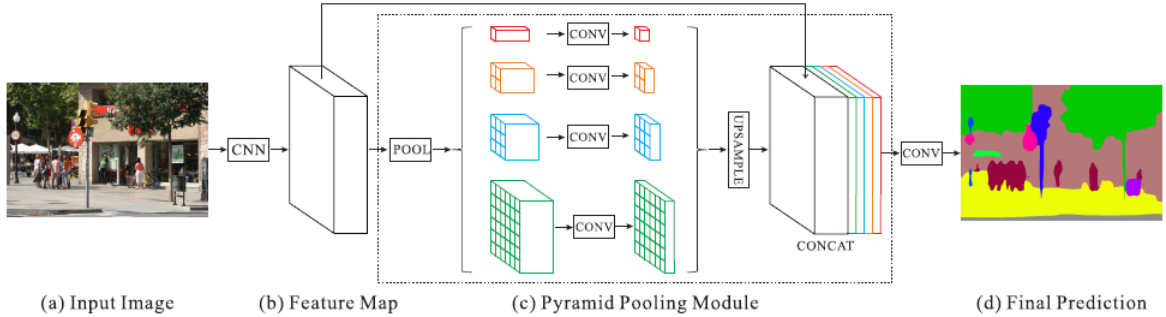 CNN
POOL
CONV
CONV
CONV
CONV
UPSAMPLE
CONCAT
CONV
(a) Input Image
(b) Feature Map
(c) Pyramid Pooling Module
(d) Final Prediction